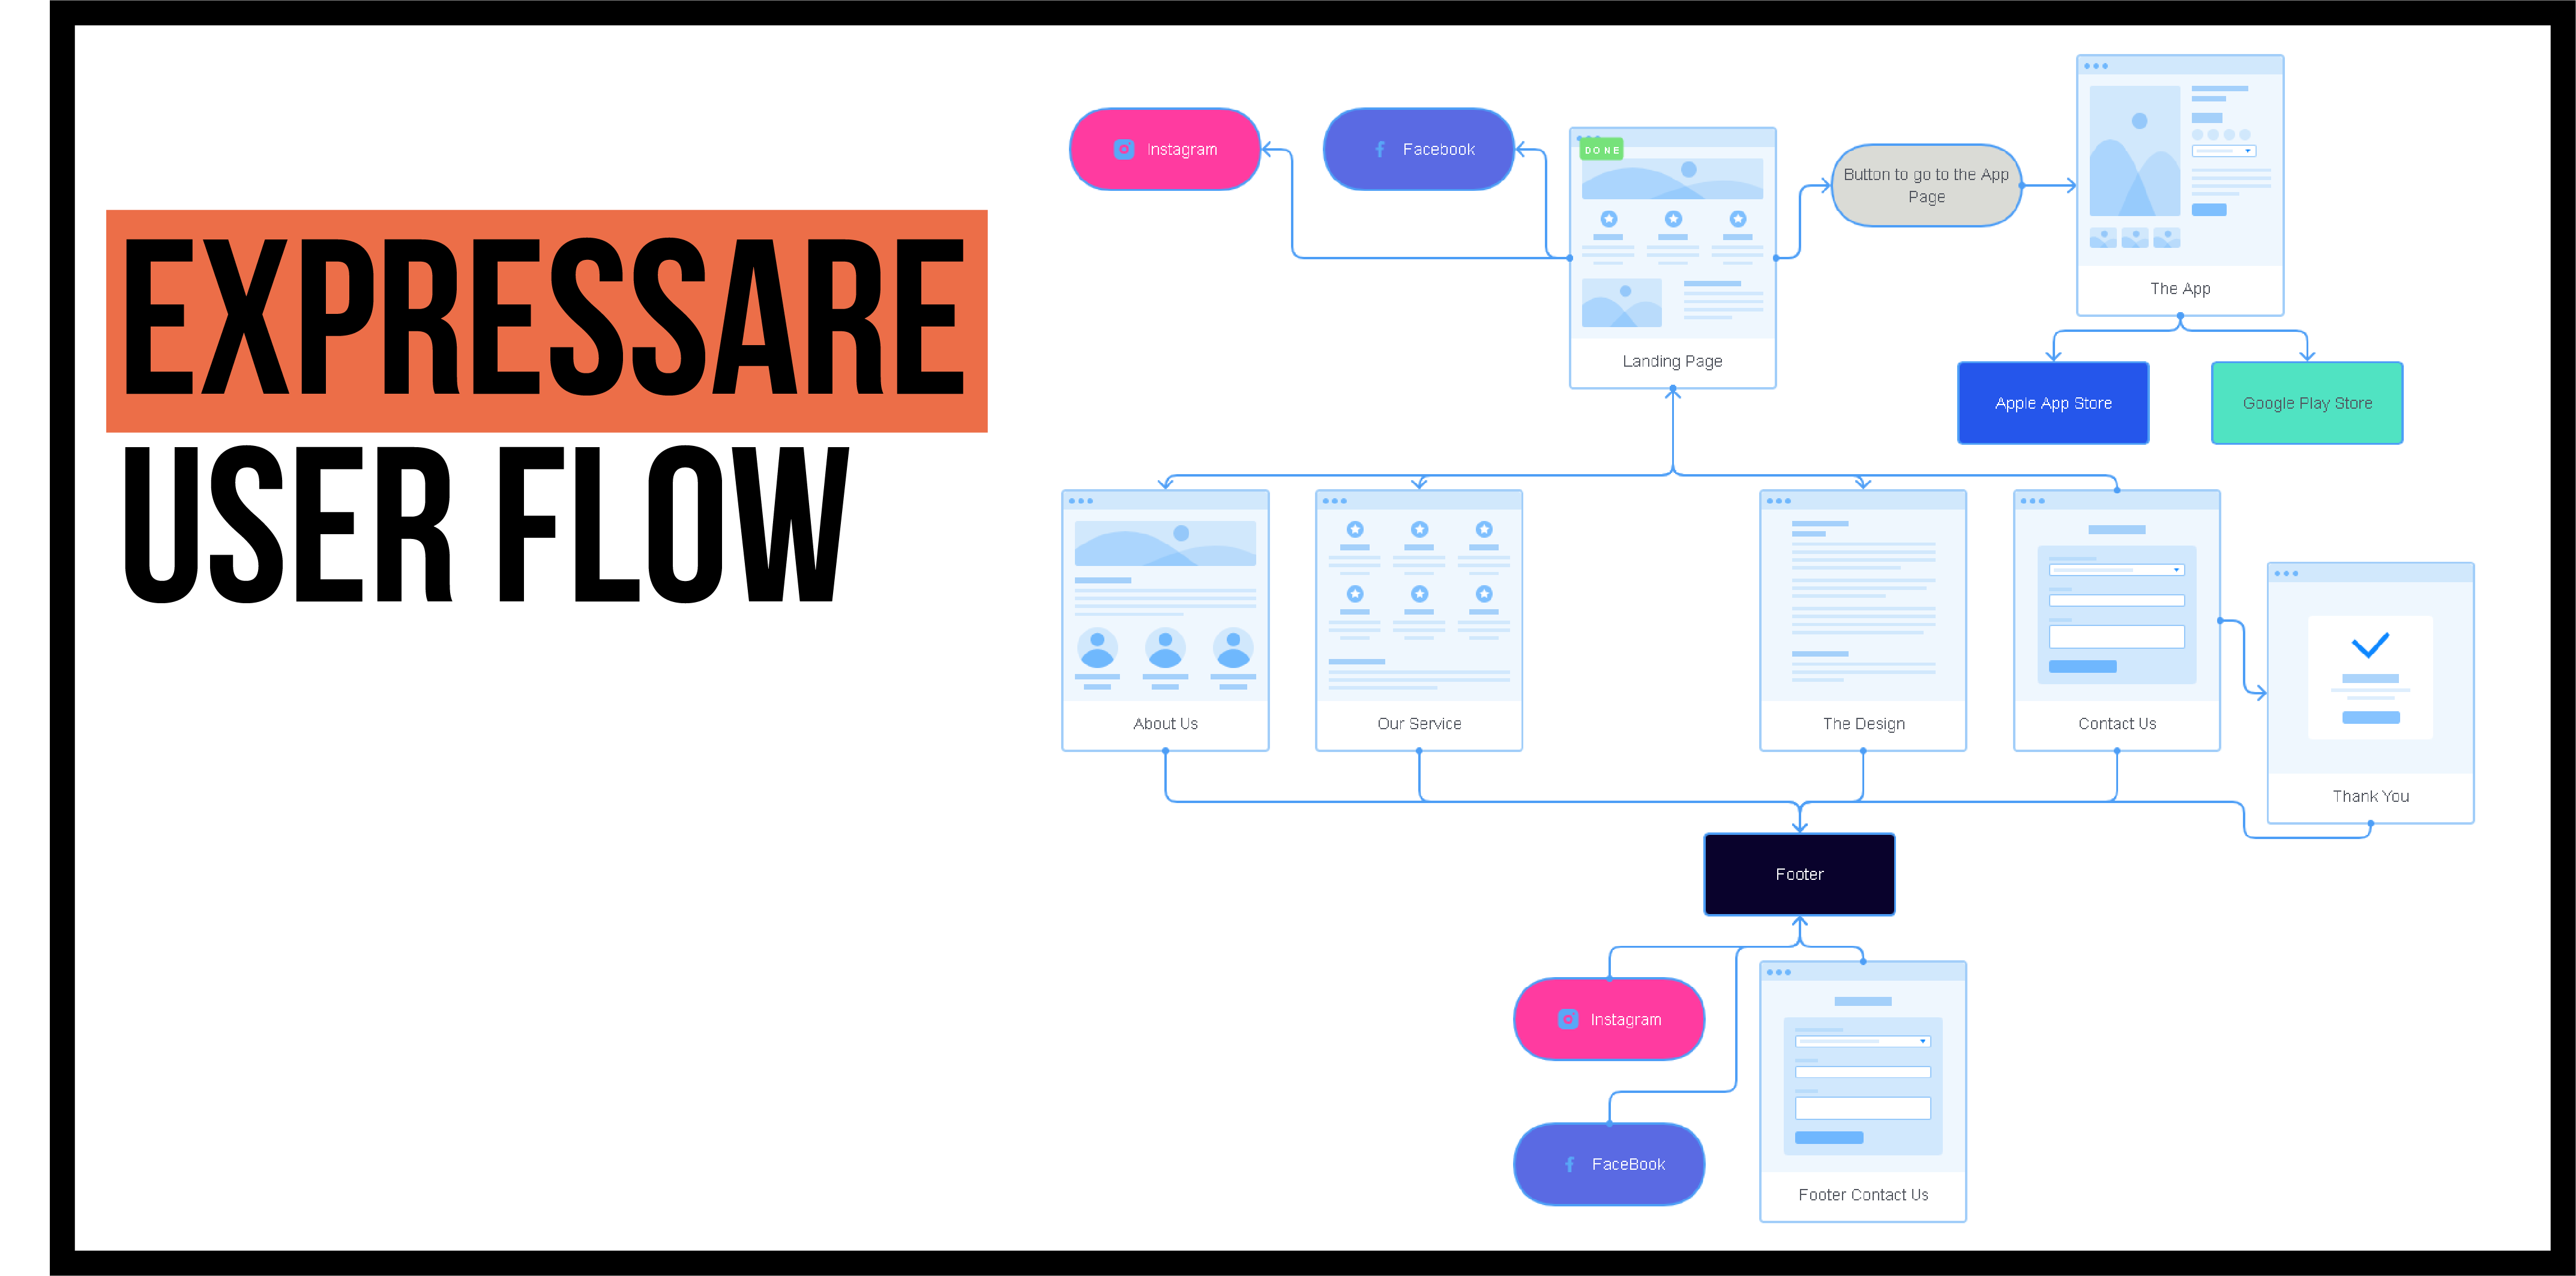 EXPRESSARE
USER FLOW
Instagram
Facebook
DONE
Landing Page
Button to go to the App
Page
The App
Apple App Store
Google Play Store
About Us
Our Service
The Design
Contact Us
Thank You
Footer
Instagram
FaceBook
Footer Contact Us